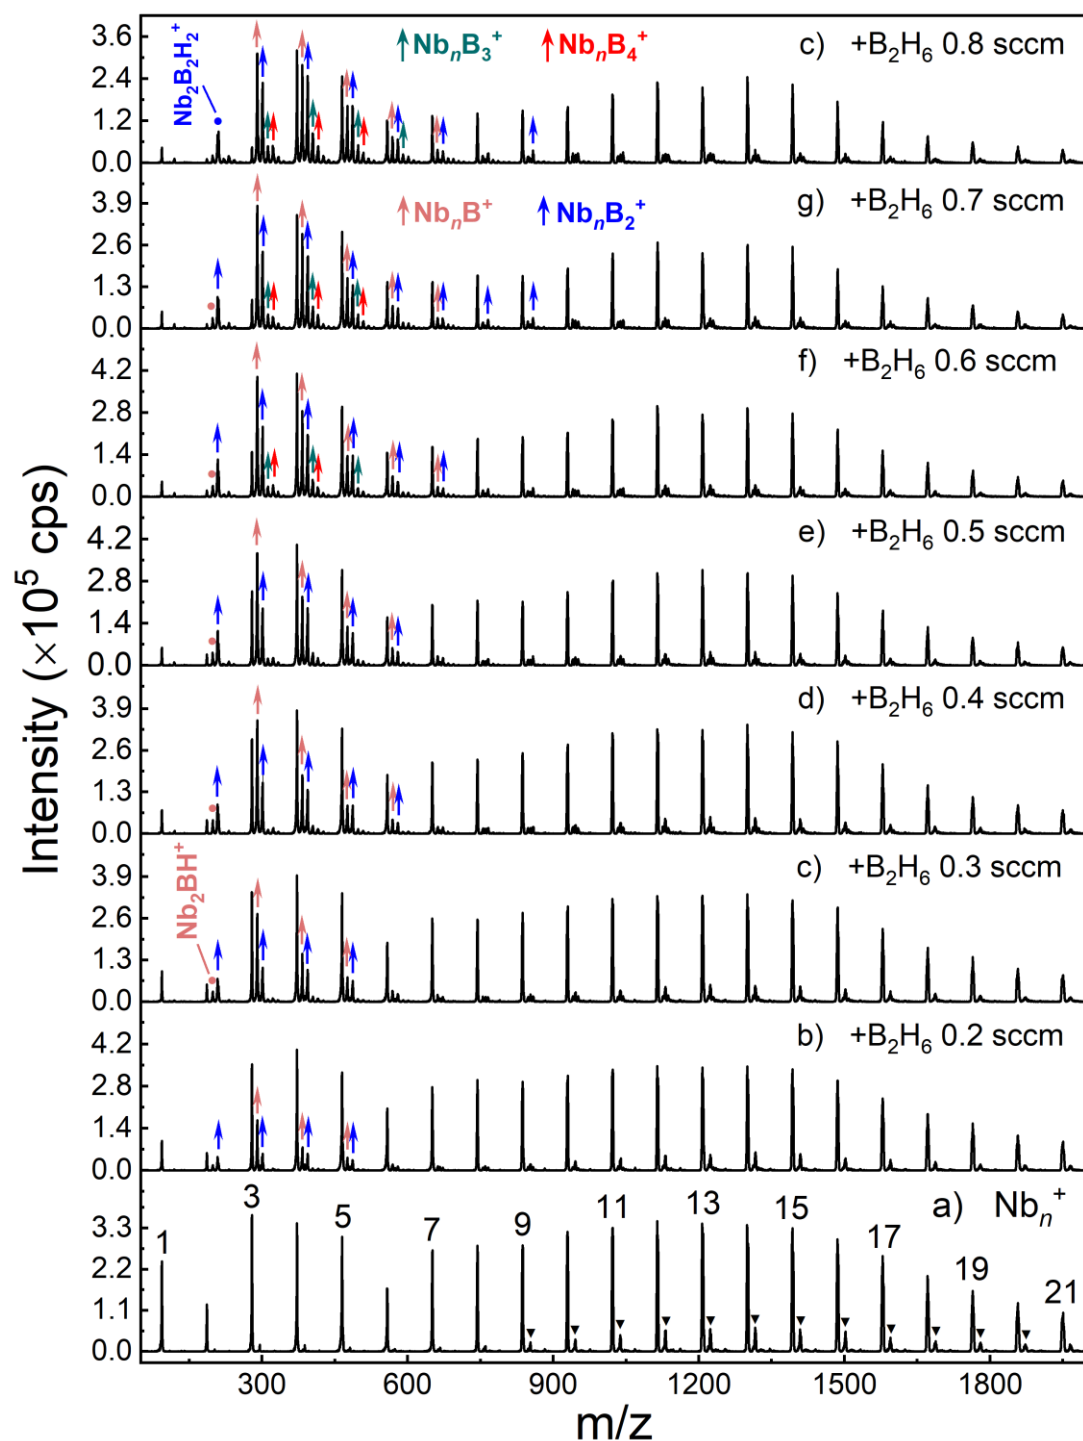 Intensity (×10⁵ cps)
c) +B₂H₆ 0.8 sccm
NbₙB₃⁺ NbₙB₄⁺
Nb₂B₂H₂⁺
3.6
2.4
1.2
0.0
g) +B₂H₆ 0.7 sccm
NbₙB⁺ NbₙB₂⁺
3.9
2.6
1.3
0.0
f) +B₂H₆ 0.6 sccm
4.2
2.8
1.4
0.0
e) +B₂H₆ 0.5 sccm
4.2
2.8
1.4
0.0
d) +B₂H₆ 0.4 sccm
3.9
2.6
1.3
0.0
c) +B₂H₆ 0.3 sccm
Nb₂BH⁺
3.9
2.6
1.3
0.0
b) +B₂H₆ 0.2 sccm
4.2
2.8
1.4
0.0
a) Nbₙ⁺
1 3 5 7 9 11 13 15 17 19 21
3.3
2.2
1.1
0.0
300 600 900 1200 1500 1800
m/z